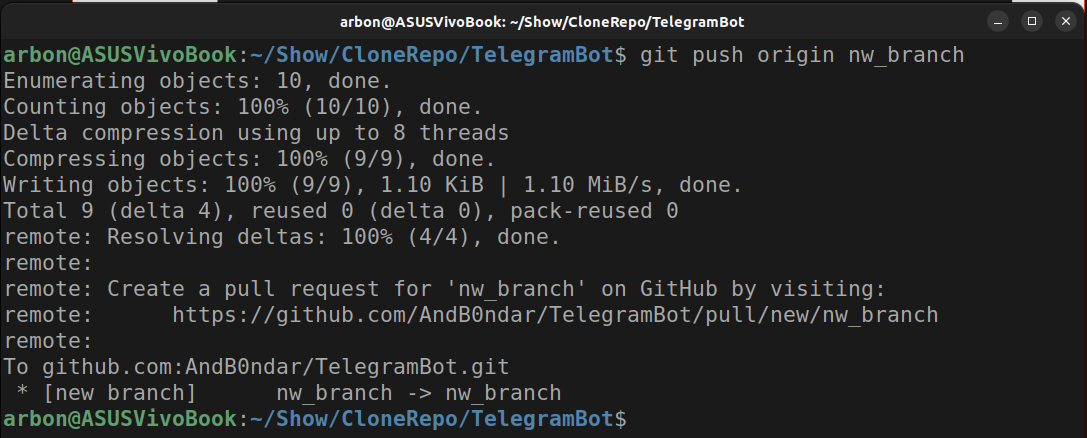 arbon@ASUSVivoBook: ~/Show/CloneRepo/TelegramBot
arbon@ASUSVivoBook:~/Show/CloneRepo/TelegramBot$ git push origin nw_branch
Enumerating objects: 10, done.
Counting objects: 100% (10/10), done.
Delta compression using up to 8 threads
Compressing objects: 100% (9/9), done.
Writing objects: 100% (9/9), 1.10 KiB | 1.10 MiB/s, done.
Total 9 (delta 4), reused 0 (delta 0), pack-reused 0
remote: Resolving deltas: 100% (4/4), done.
remote:
remote: Create a pull request for 'nw_branch' on GitHub by visiting:
remote:      https://github.com/AndB0ndar/TelegramBot/pull/new/nw_branch
remote:
To github.com:AndB0ndar/TelegramBot.git
 * [new branch]      nw_branch -> nw_branch
arbon@ASUSVivoBook:~/Show/CloneRepo/TelegramBot$